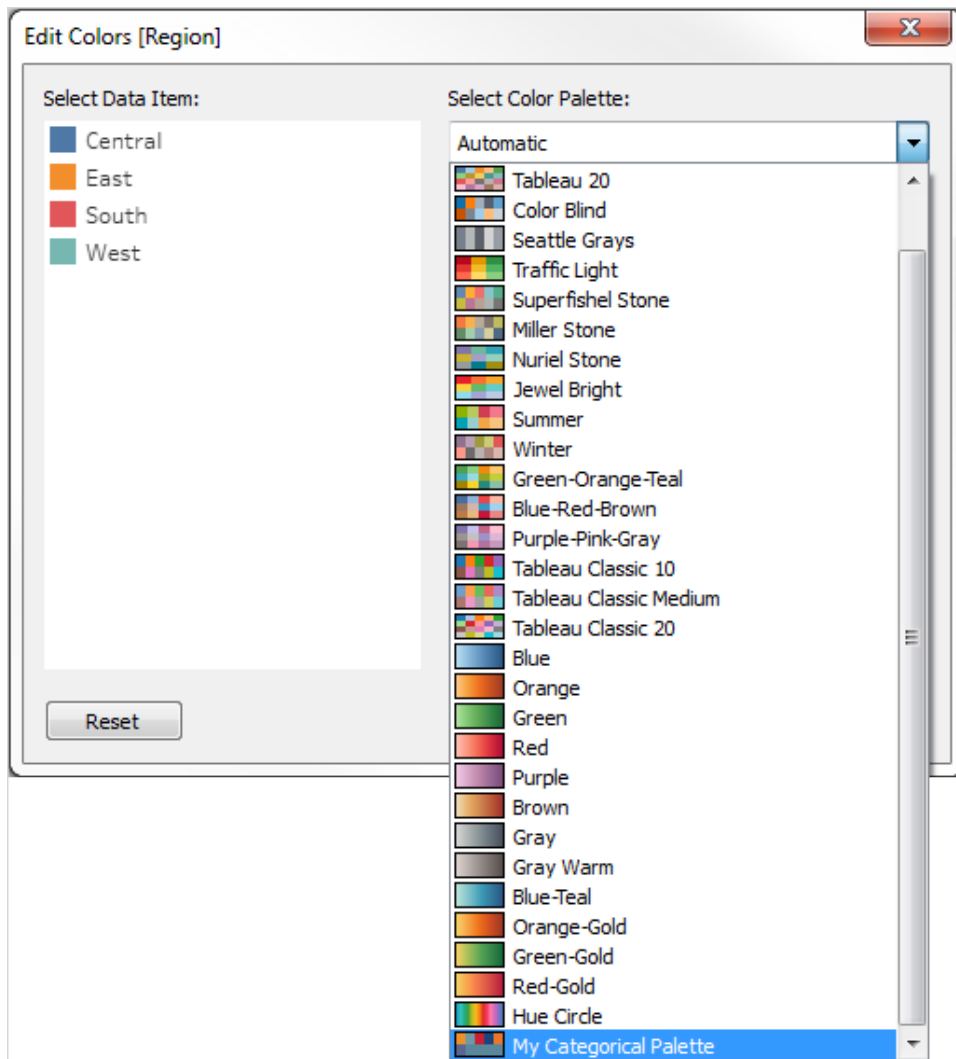 Edit Colors [Region]
Select Data Item:
Central
East
South
West
Reset
Select Color Palette:
Automatic
Tableau 20
Color Blind
Seattle Grays
Traffic Light
Superfishel Stone
Miller Stone
Nuriel Stone
Jewel Bright
Summer
Winter
Green-Orange-Teal
Blue-Red-Brown
Purple-Pink-Gray
Tableau Classic 10
Tableau Classic Medium
Tableau Classic 20
Blue
Orange
Green
Red
Purple
Brown
Gray
Gray Warm
Blue-Teal
Orange-Gold
Green-Gold
Red-Gold
Hue Circle
My Categorical Palette